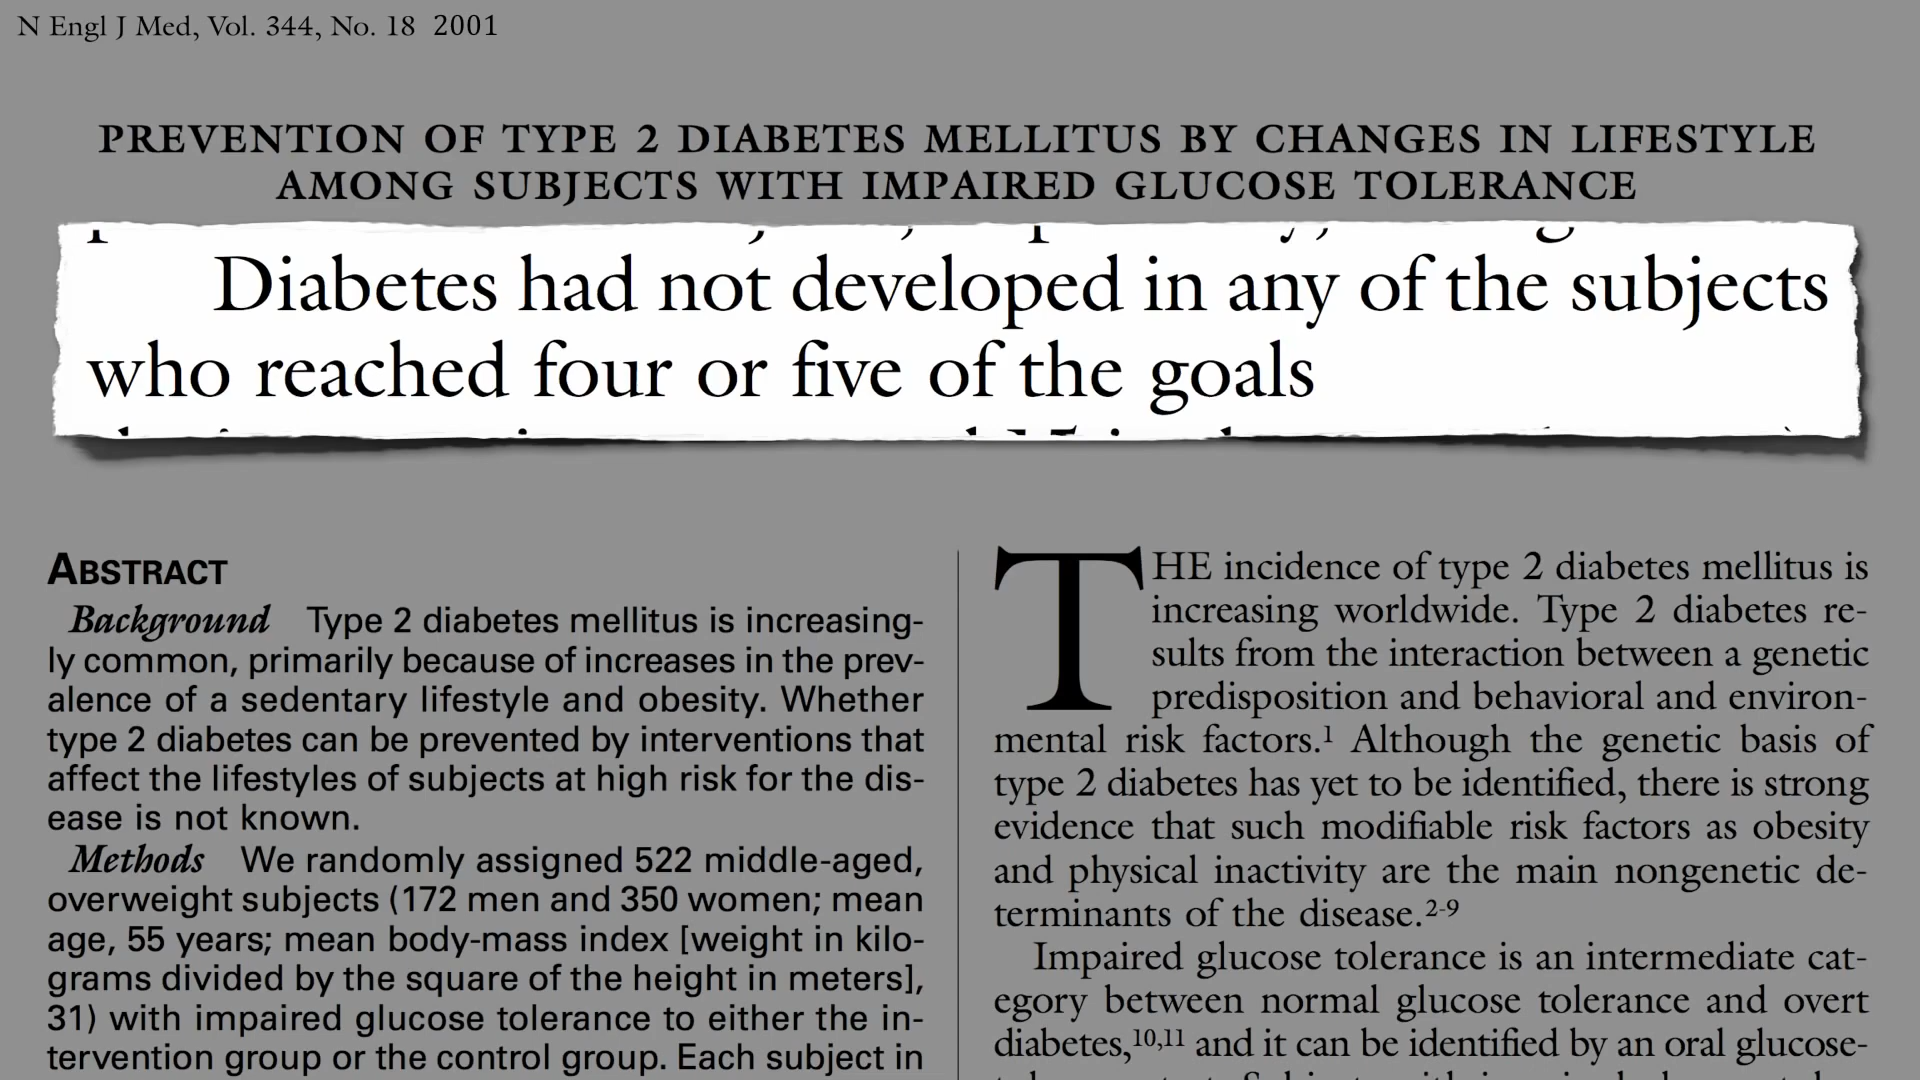 N Engl J Med, Vol. 344, No. 18 2001
PREVENTION OF TYPE 2 DIABETES MELLITUS BY CHANGES IN LIFESTYLE
AMONG SUBJECTS WITH IMPAIRED GLUCOSE TOLERANCE
Diabetes had not developed in any of the subjects
who reached four or five of the goals
ABSTRACT
Background Type 2 diabetes mellitus is increasing-
ly common, primarily because of increases in the prev-
alence of a sedentary lifestyle and obesity. Whether
type 2 diabetes can be prevented by interventions that
affect the lifestyles of subjects at high risk for the dis-
ease is not known.
Methods We randomly assigned 522 middle-aged,
overweight subjects (172 men and 350 women; mean
age, 55 years; mean body-mass index [weight in kilo-
grams divided by the square of the height in meters],
31) with impaired glucose tolerance to either the in-
tervention group or the control group. Each subject in
THE incidence of type 2 diabetes mellitus is
increasing worldwide. Type 2 diabetes re-
sults from the interaction between a genetic
predisposition and behavioral and environ-
mental risk factors.1 Although the genetic basis of
type 2 diabetes has yet to be identified, there is strong
evidence that such modifiable risk factors as obesity
and physical inactivity are the main nongenetic de-
terminants of the disease.2-9
Impaired glucose tolerance is an intermediate cat-
egory between normal glucose tolerance and overt
diabetes,10,11 and it can be identified by an oral glucose-